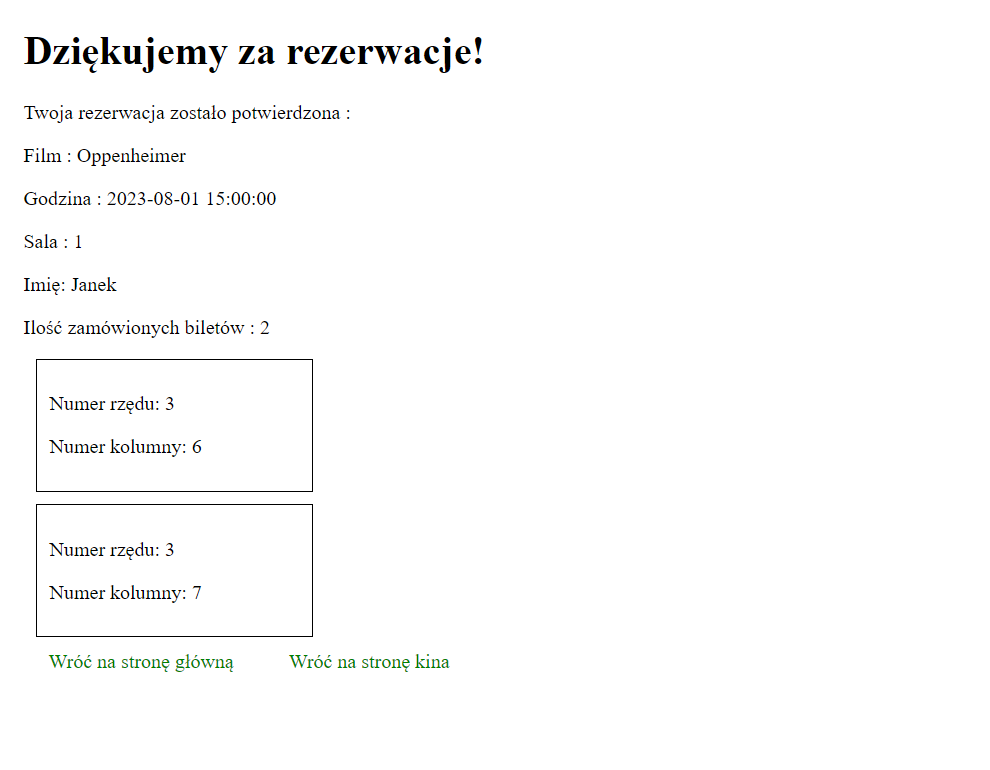 Dziękujemy za rezerwacje!
Twoja rezerwacja zostało potwierdzona :
Film : Oppenheimer
Godzina : 2023-08-01 15:00:00
Sala : 1
Imię: Janek
Ilość zamówionych biletów : 2
Numer rzędu: 3
Numer kolumny: 6
Numer rzędu: 3
Numer kolumny: 7
Wróć na stronę główną Wróć na stronę kina